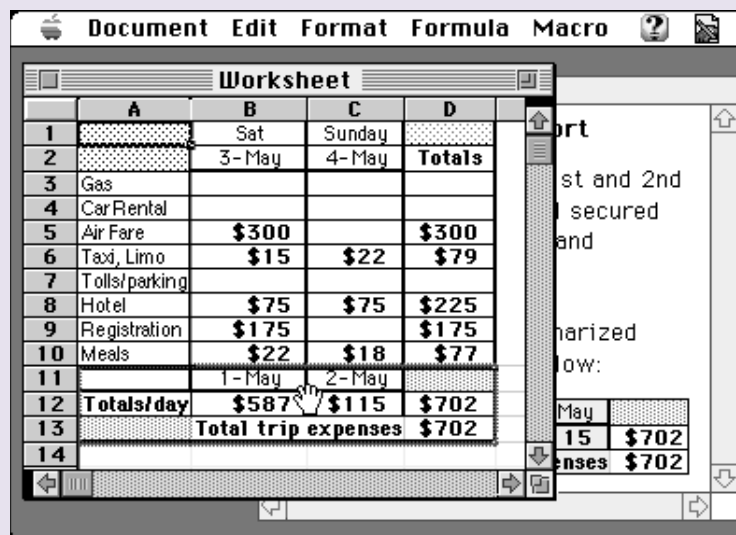 Document Edit Format Formula Macro ?
Worksheet
A B C D
1 Sat Sunday
2 3-May 4-May Totals
3 Gas
4 Car Rental
5 Air Fare $300 $300
6 Taxi, Limo $15 $22 $79
7 Tolls/parking
8 Hotel $75 $75 $225
9 Registration $175 $175
10 Meals $22 $18 $77
11 1-May 2-May
12 Totals/day $587 $115 $702
13 Total trip expenses $702
14
ort
st and 2nd
secured
and
narized
ow:
May
15 $702
enses $702